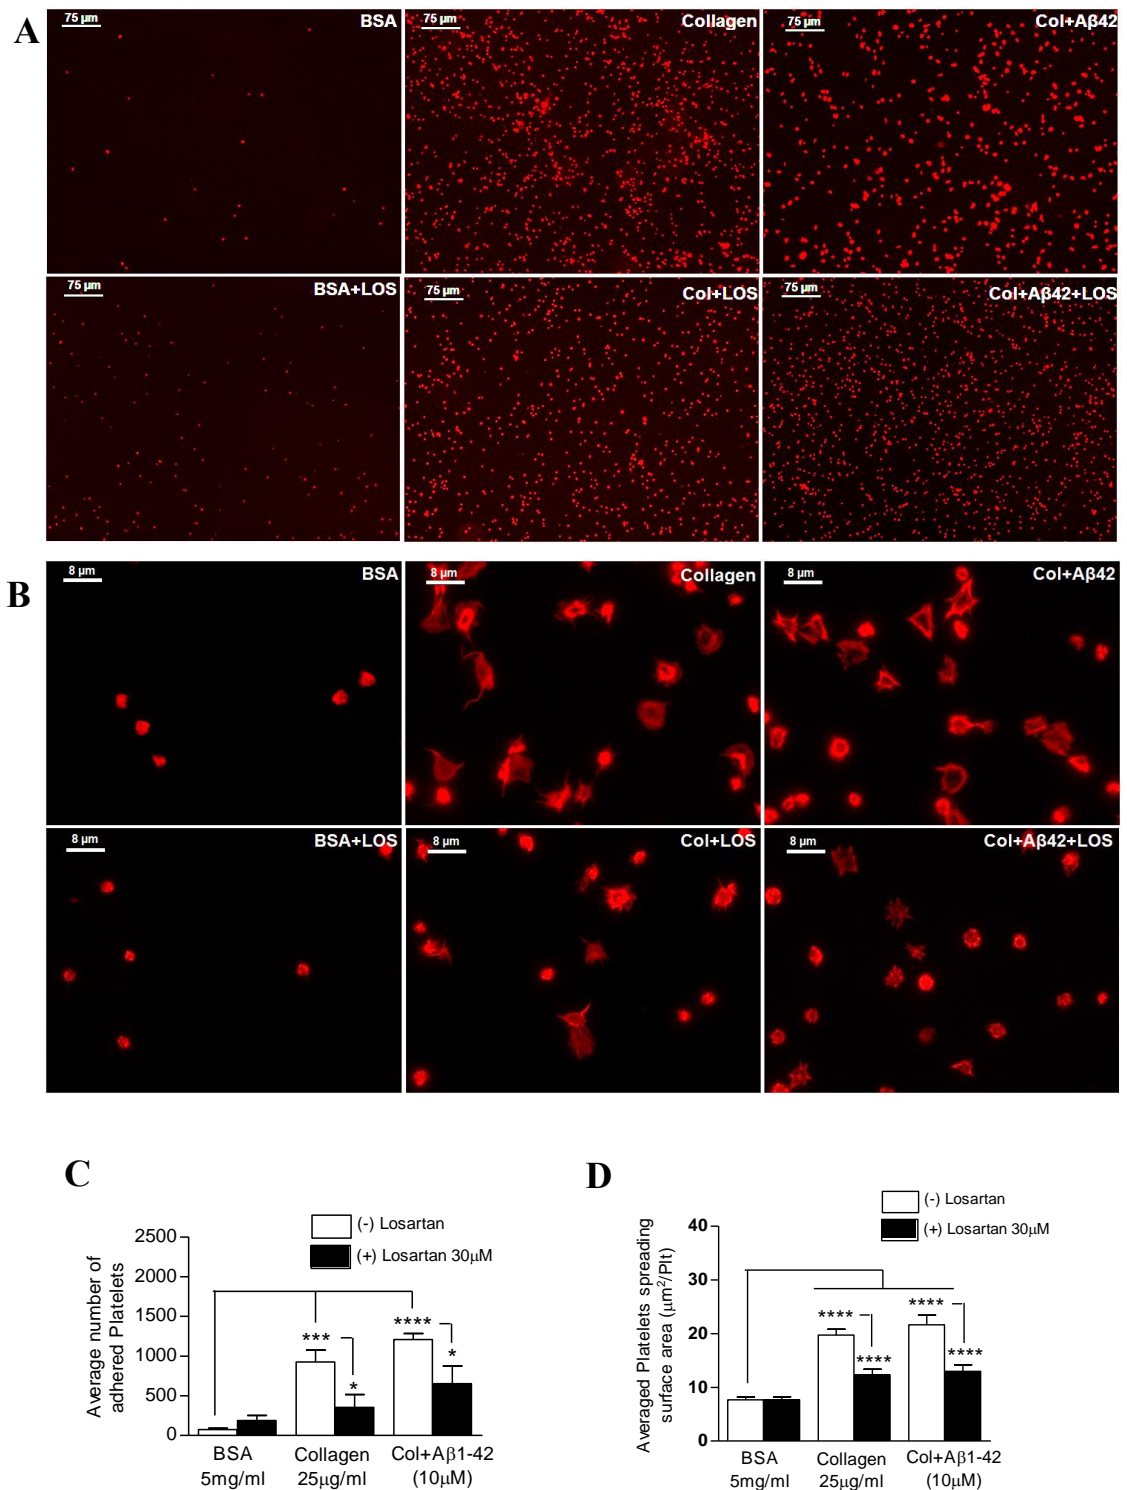 A
75 µm
BSA
75 µm
Collagen
75 µm
Col+Aβ42
75 µm
BSA+LOS
75 µm
Col+LOS
75 µm
Col+Aβ42+LOS
B
8 µm
BSA
8 µm
Collagen
8 µm
Col+Aβ42
8 µm
BSA+LOS
8 µm
Col+LOS
8 µm
Col+Aβ42+LOS
C
(-) Losartan
(+) Losartan 30µM
Average number of
adhered Platelets
2500
2000
1500
1000
500
0
***
*
****
*
BSA
5mg/ml
Collagen
25µg/ml
Col+Aβ1-42
(10µM)
D
(-) Losartan
(+) Losartan 30µM
Averaged Platelets spreading
surface area (µm²/Plt)
40
30
20
10
0
****
****
****
****
BSA
5mg/ml
Collagen
25µg/ml
Col+Aβ1-42
(10µM)